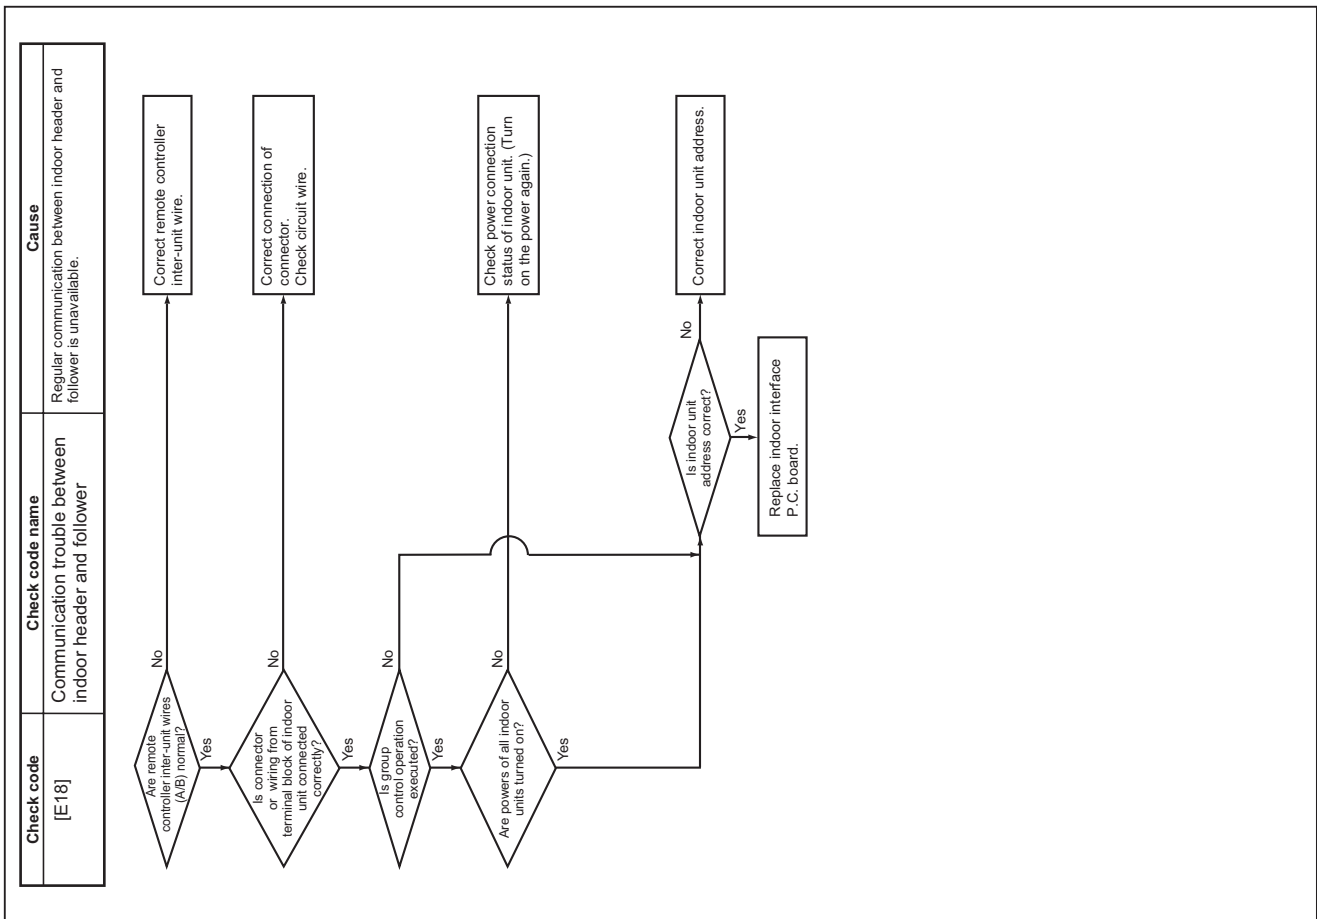 Check code
Check code name
Cause
[E18]
Communication trouble between
indoor header and follower
Regular communication between indoor header and
follower is unavailable.
Are remote
controller inter-unit wires
(A/B) normal?
No
Correct remote controller
inter-unit wire.
Yes
Is connector
or wiring from
terminal block of indoor
unit connected
correctly?
No
Correct connection of
connector.
Check circuit wire.
Yes
Is group
control operation
executed?
No
Yes
Are powers of all indoor
units turned on?
No
Check power connection
status of indoor unit. (Turn
on the power again.)
Yes
Is indoor unit
address correct?
No
Correct indoor unit address.
Yes
Replace indoor interface
P.C. board.